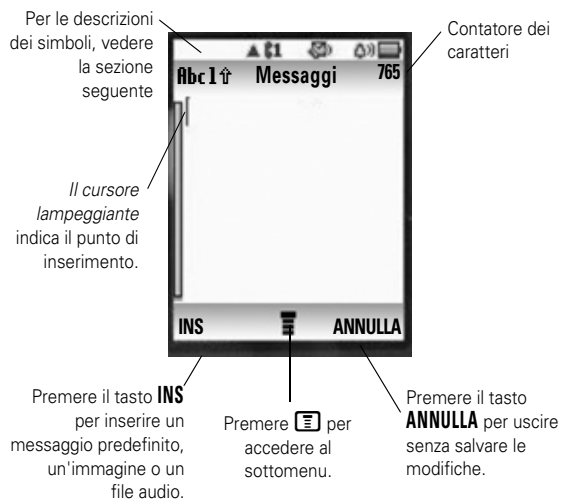 Per le descrizioni
dei simboli, vedere
la sezione
seguente
Contatore dei
caratteri
1
Abc1⇧ Messaggi 765
Il cursore
lampeggiante
indica il punto di
inserimento.
INS ANNULLA
Premere il tasto INS
per inserire un
messaggio predefinito,
un'immagine o un
file audio.
Premere per
accedere al
sottomenu.
Premere il tasto
ANNULLA per uscire
senza salvare le
modifiche.